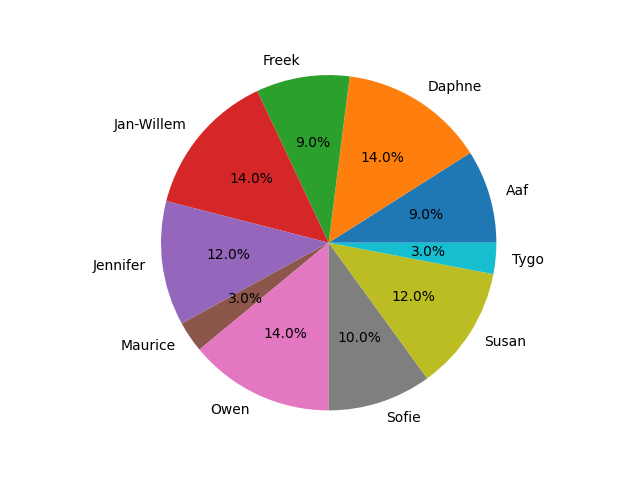 Freek
Daphne
Jan-Willem
9.0%
14.0%
14.0%
Aaf
9.0%
Jennifer
12.0%
3.0%
Tygo
3.0%
12.0%
Maurice
14.0%
10.0%
Susan
Owen
Sofie